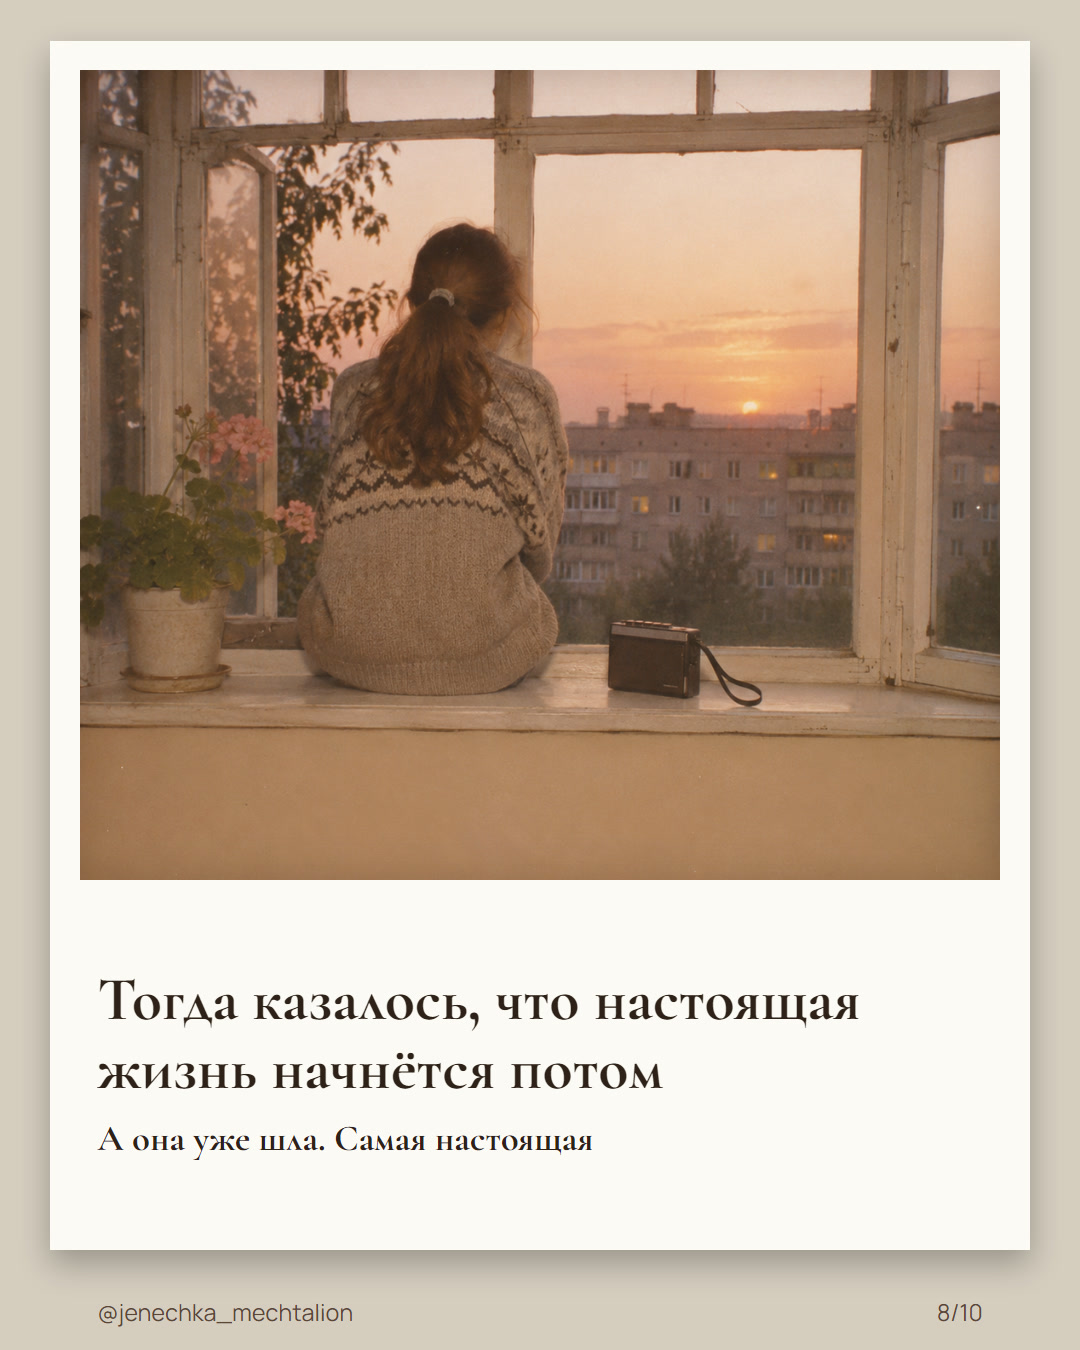 Тогда казалось, что настоящая
жизнь начнётся потом
А она уже шла. Самая настоящая
@jenechka_mechtalion
8/10